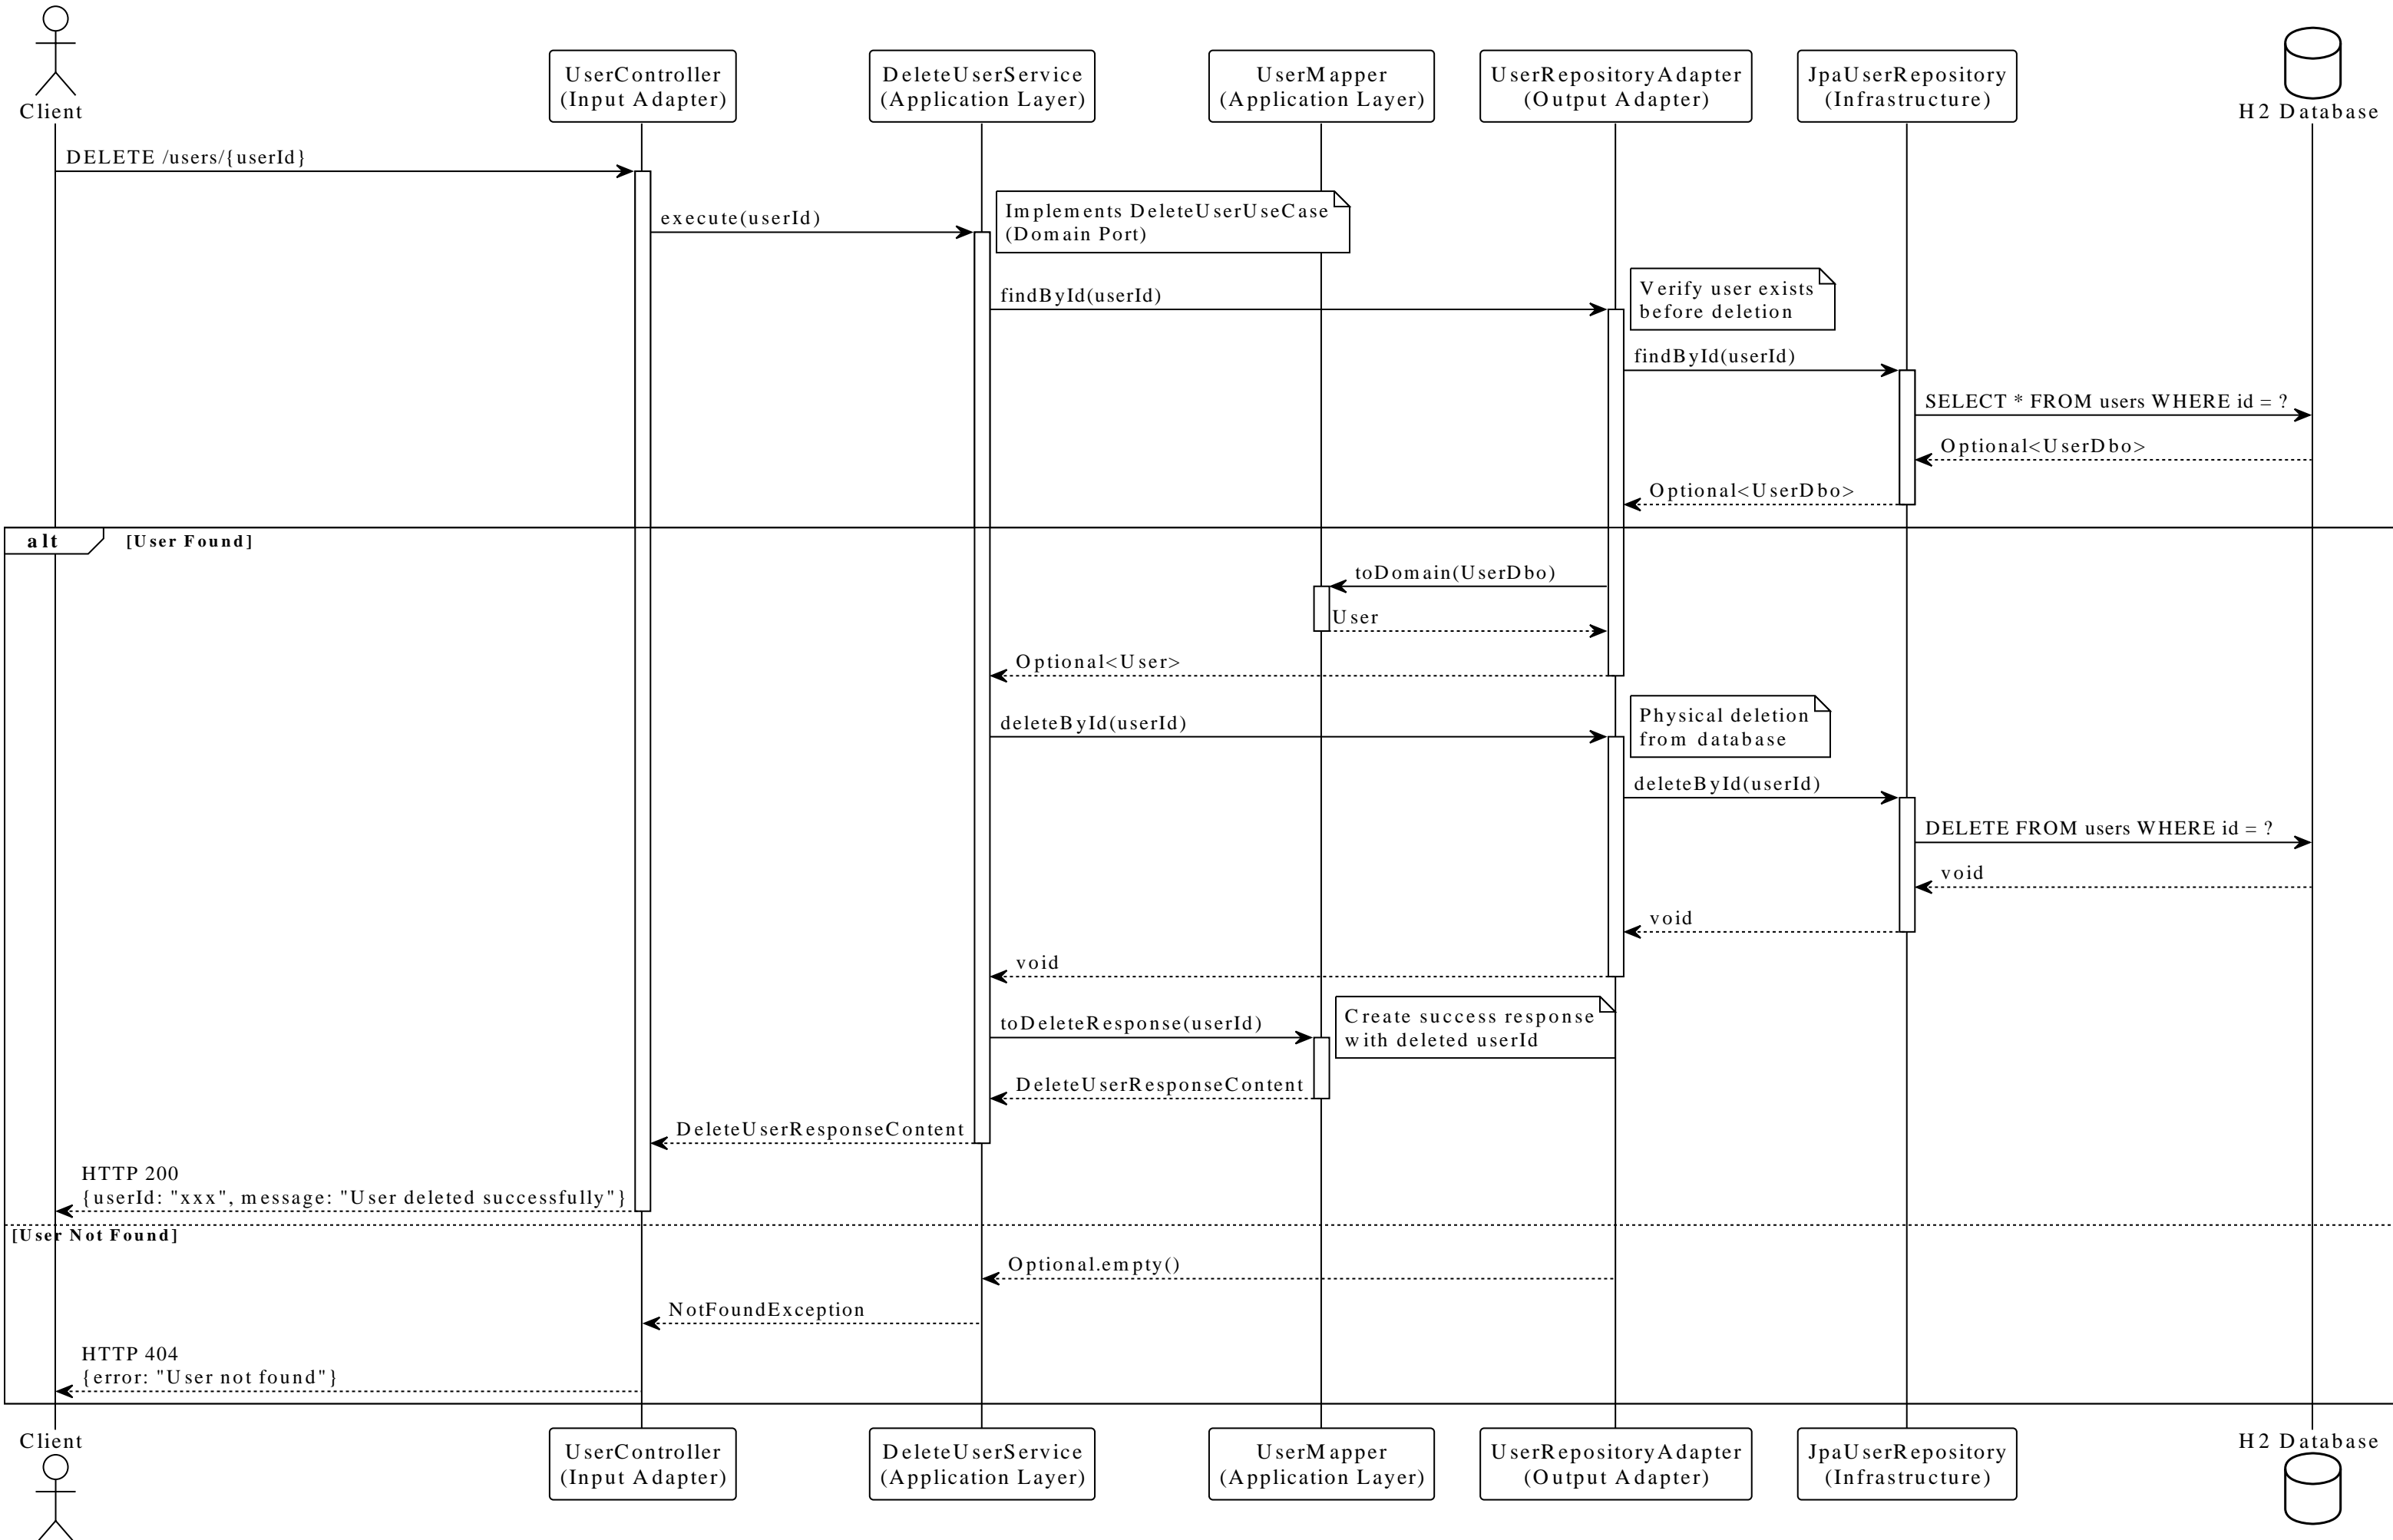 Client
UserController
(Input Adapter)
DeleteUserService
(Application Layer)
UserMapper
(Application Layer)
UserRepositoryAdapter
(Output Adapter)
JpaUserRepository
(Infrastructure)
H2 Database
DELETE /users/{userId}
execute(userId)
Implements DeleteUserUseCase
(Domain Port)
findById(userId)
Verify user exists
before deletion
findById(userId)
SELECT * FROM users WHERE id = ?
Optional<UserDbo>
Optional<UserDbo>
alt
[User Found]
toDomain(UserDbo)
User
Optional<User>
deleteById(userId)
Physical deletion
from database
deleteById(userId)
DELETE FROM users WHERE id = ?
void
void
void
toDeleteResponse(userId)
Create success response
with deleted userId
DeleteUserResponseContent
DeleteUserResponseContent
HTTP 200
{userId: "xxx", message: "User deleted successfully"}
[User Not Found]
Optional.empty()
NotFoundException
HTTP 404
{error: "User not found"}
Client
UserController
(Input Adapter)
DeleteUserService
(Application Layer)
UserMapper
(Application Layer)
UserRepositoryAdapter
(Output Adapter)
JpaUserRepository
(Infrastructure)
H2 Database